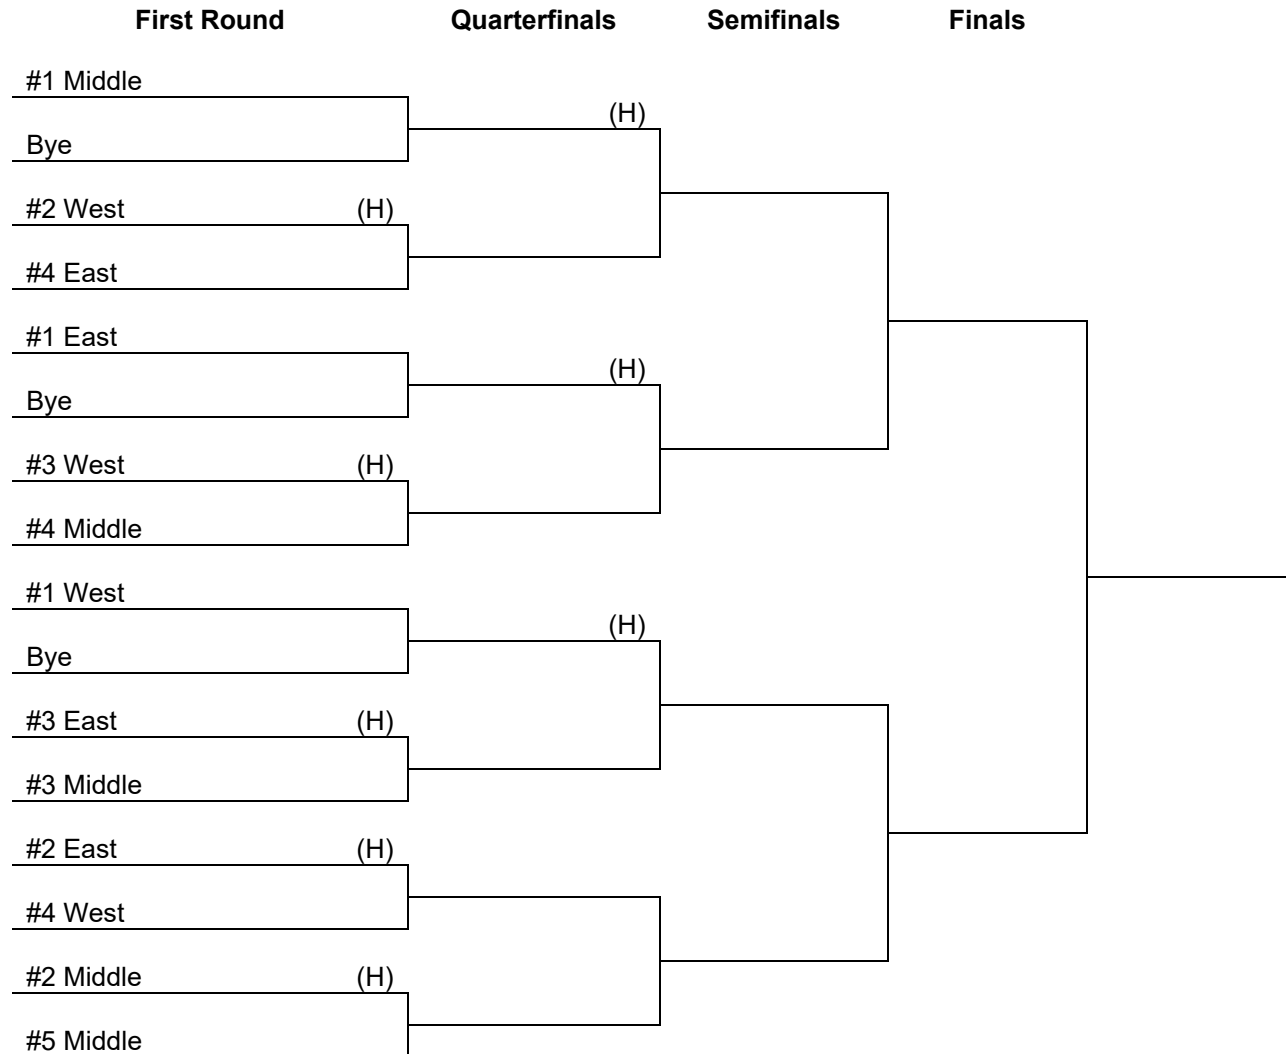 First Round Quarterfinals Semifinals Finals
#1 Middle
(H)
Bye
#2 West (H)
#4 East
#1 East
(H)
Bye
#3 West (H)
#4 Middle
#1 West
(H)
Bye
#3 East (H)
#3 Middle
#2 East (H)
#4 West
#2 Middle (H)
#5 Middle